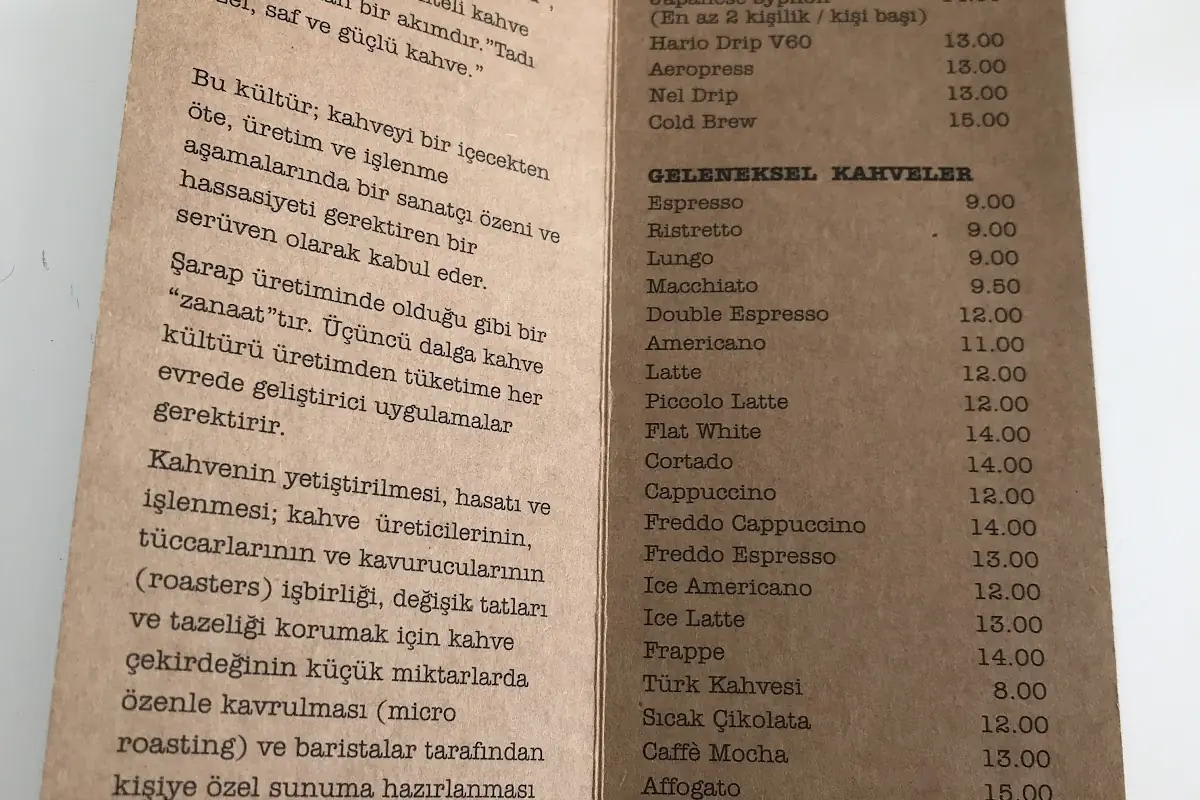 kahve
bir akımdır."Tadı
saf ve güçlü kahve."
Bu kültür; kahveyi bir içecekten
öte, üretim ve işlenme
aşamalarında bir sanatçı özeni ve
hassasiyeti gerektiren bir
serüven olarak kabul eder.
Şarap üretiminde olduğu gibi bir
“zanaat”tır. Üçüncü dalga kahve
kültürü üretimden tüketime her
evrede geliştirici uygulamalar
gerektirir.
Kahvenin yetiştirilmesi, hasatı ve
işlenmesi; kahve üreticilerinin,
tüccarlarının ve kavurucularının
(roasters) işbirliği, değişik tatları
ve tazeliği korumak için kahve
çekirdeğinin küçük miktarlarda
özenle kavrulması (micro
roasting) ve baristalar tarafından
kişiye özel sunuma hazırlanması
Japanese Syphon
(En az 2 kişilik / kişi başı)
Hario Drip V60 13.00
Aeropress 13.00
Nel Drip 13.00
Cold Brew 15.00
GELENEKSEL KAHVELER
Espresso 9.00
Ristretto 9.00
Lungo 9.00
Macchiato 9.50
Double Espresso 12.00
Americano 11.00
Latte 12.00
Piccolo Latte 12.00
Flat White 14.00
Cortado 14.00
Cappuccino 12.00
Freddo Cappuccino 14.00
Freddo Espresso 13.00
Ice Americano 12.00
Ice Latte 13.00
Frappe 14.00
Türk Kahvesi 8.00
Sıcak Çikolata 12.00
Caffè Mocha 13.00
Affogato 15.00